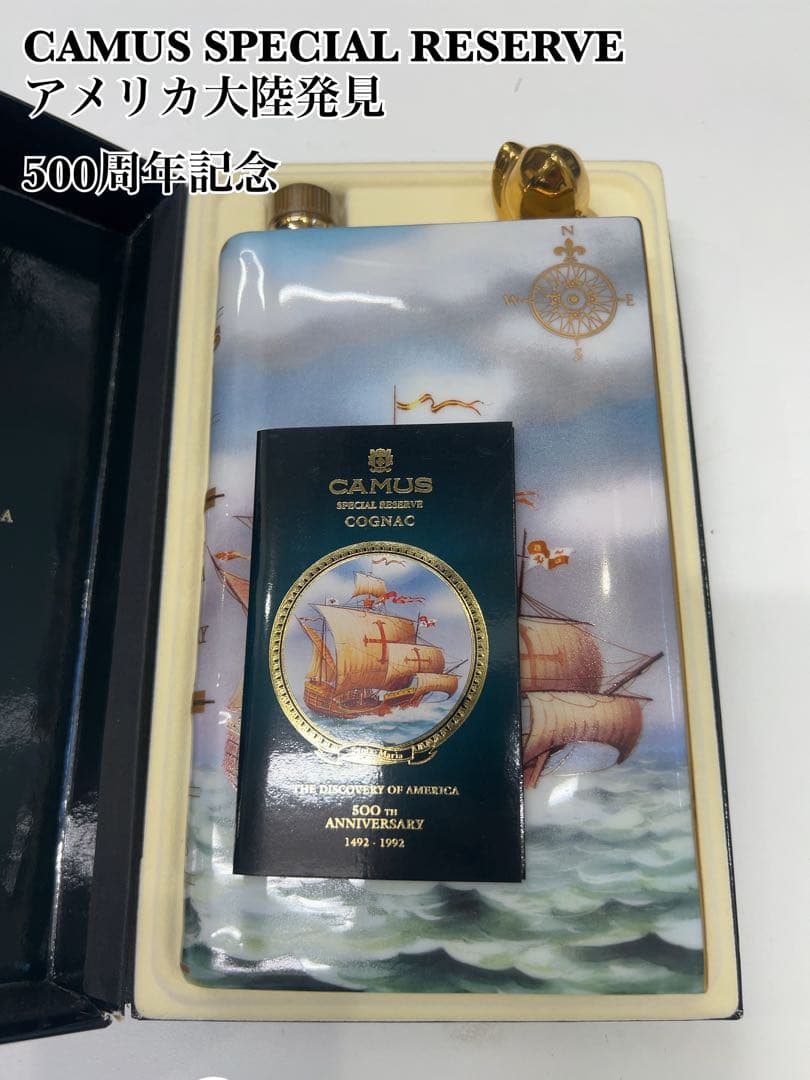 CAMUS SPECIAL RESERVE
アメリカ大陸発見
500周年記念
N
W E
S
A
CAMUS
SPECIAL RESERVE
COGNAC
Maria
THE DISCOVERY OF AMERICA
500 TH
ANNIVERSARY
1492 - 1992